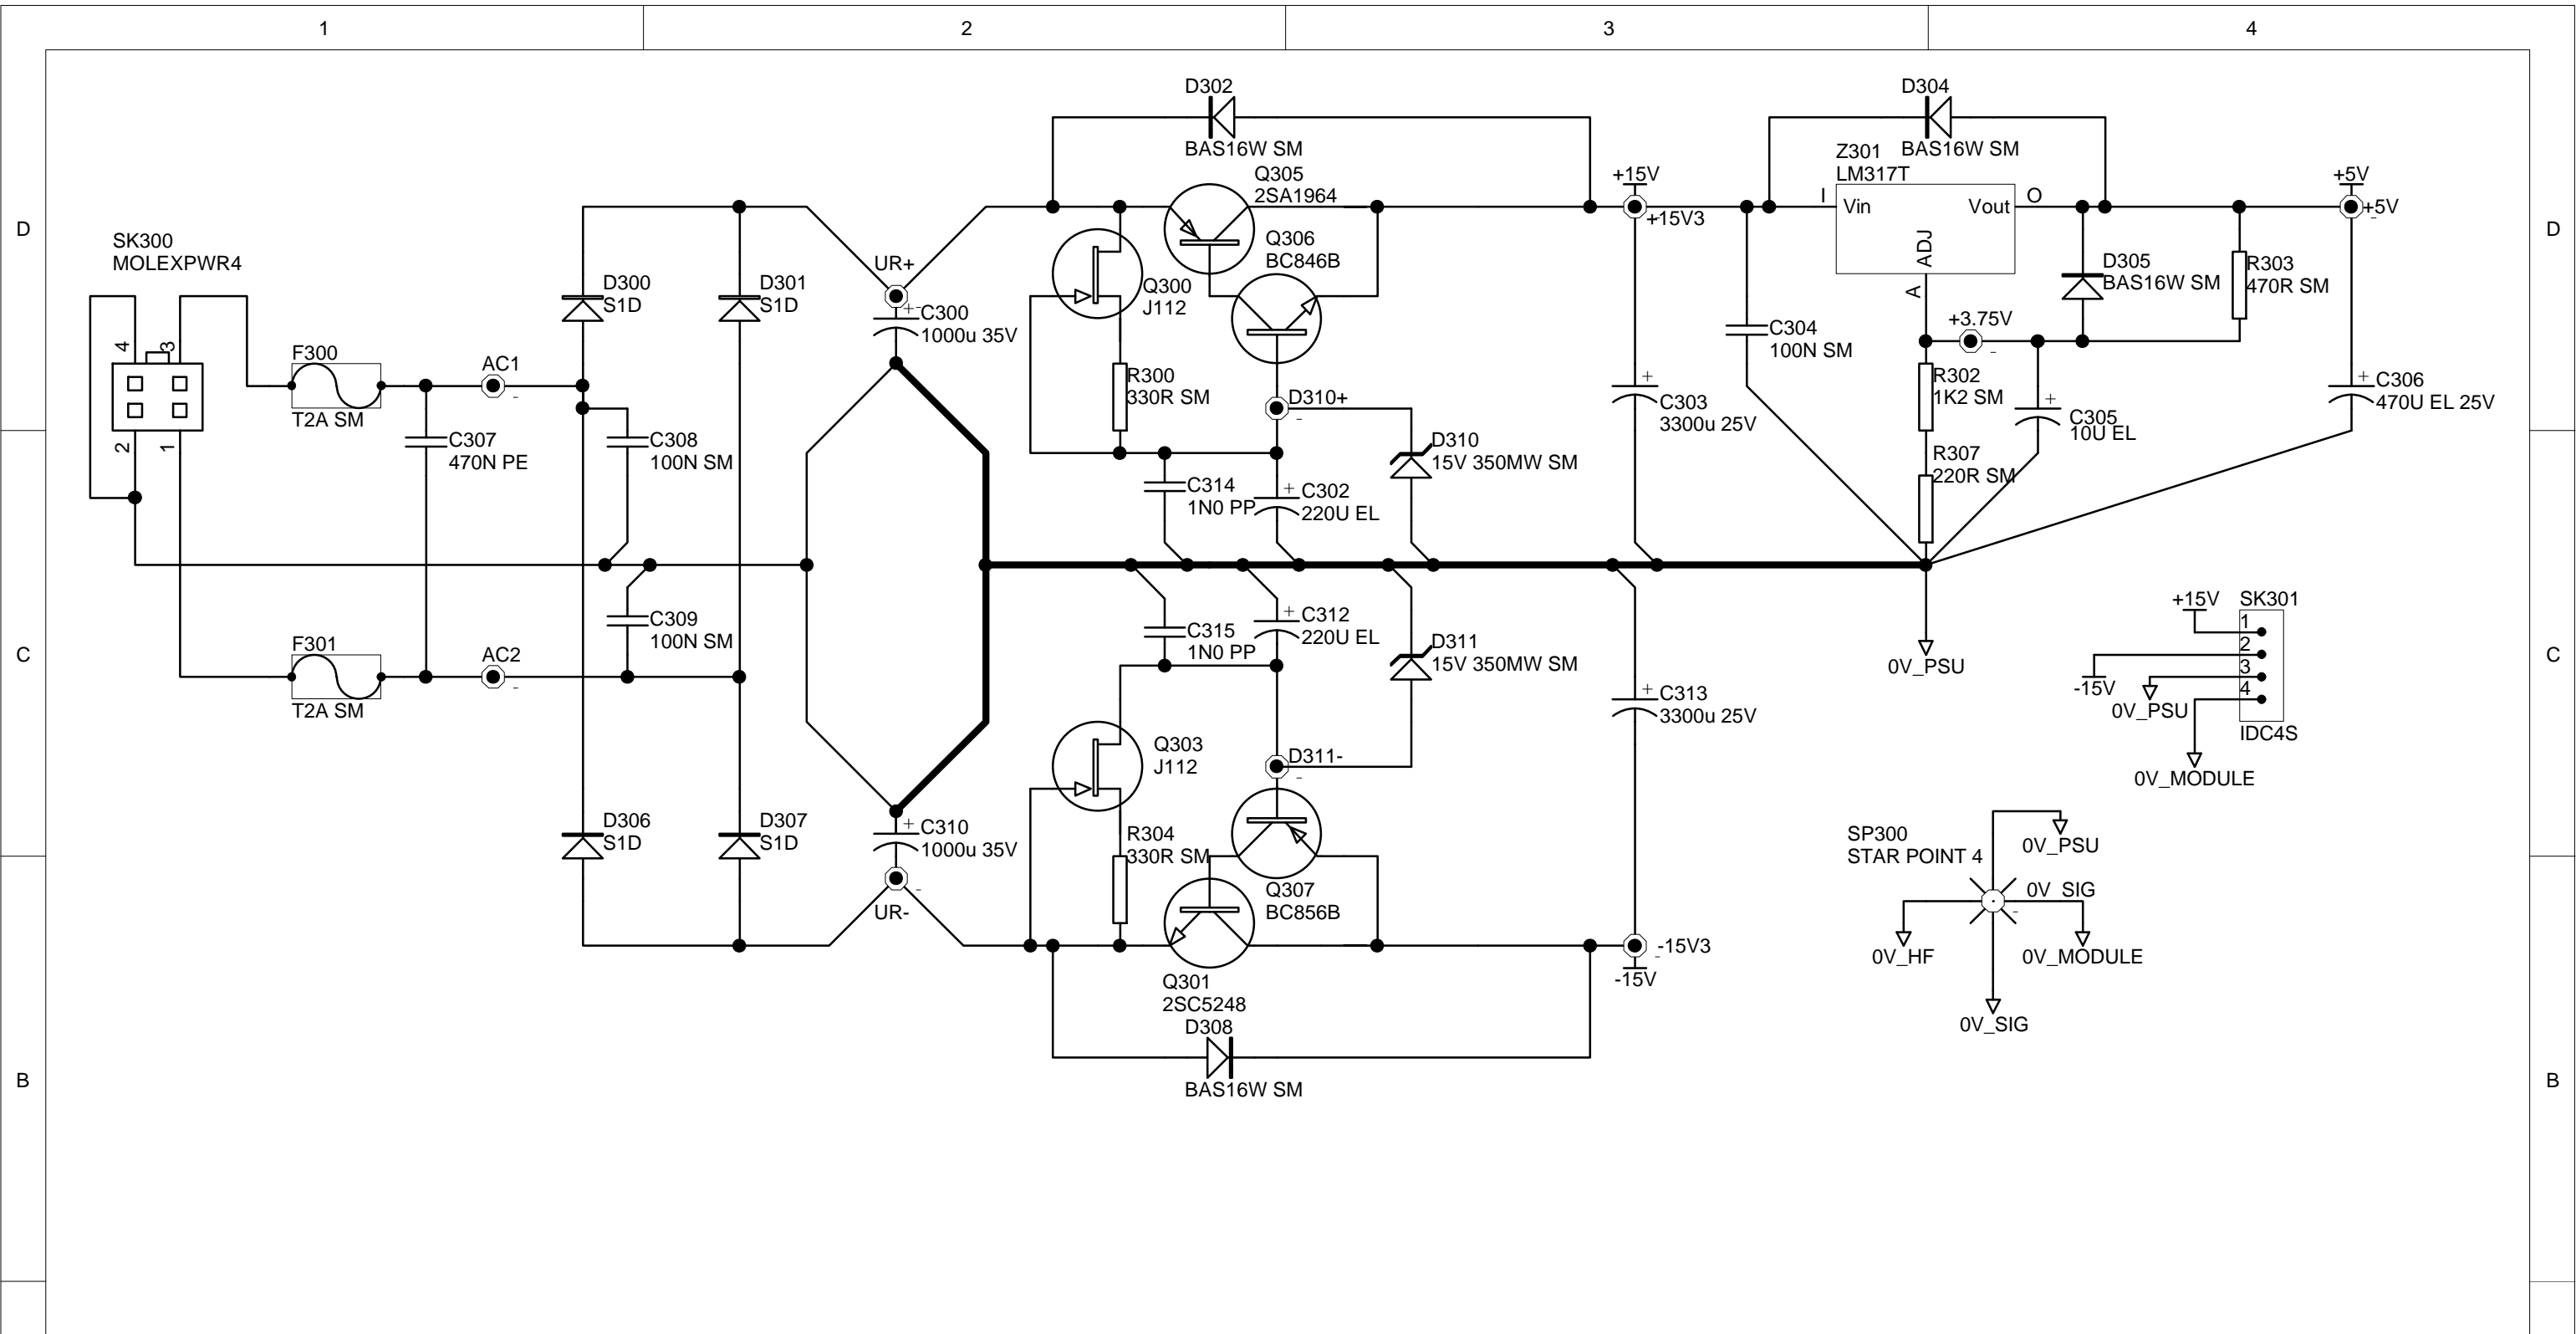 1
2
3
4
D
D
C
C
B
B
SK300
MOLEXPWR4
4
3
2
1
F300
T2A SM
AC1
-
C307
470N PE
F301
T2A SM
AC2
-
D300
S1D
D301
S1D
C308
100N SM
C309
100N SM
D306
S1D
D307
S1D
UR+
+
-
C300
1000u 35V
+
C310
1000u 35V
-
UR-
D302
BAS16W SM
Q305
2SA1964
Q306
BC846B
Q300
J112
R300
330R SM
D310+
-
D310
15V 350MW SM
C314
1N0 PP
+
C302
220U EL
C315
1N0 PP
+
C312
220U EL
D311
15V 350MW SM
Q303
J112
D311-
-
R304
330R SM
Q307
BC856B
Q301
2SC5248
D308
BAS16W SM
+15V
+15V3
+
C303
3300u 25V
+
C313
3300u 25V
-15V3
-
-15V
D304
BAS16W SM
Z301
LM317T
I
Vin
Vout
O
ADJ
A
C304
100N SM
+3.75V
-
D305
BAS16W SM
R303
470R SM
+5V
+5V
-
R302
1K2 SM
+
C305
10U EL
R307
220R SM
+
C306
470U EL 25V
0V_PSU
+15V
SK301
1
2
3
4
-15V
0V_PSU
IDC4S
0V_MODULE
SP300
STAR POINT 4
0V_PSU
0V_SIG
-
0V_HF
0V_MODULE
0V_SIG